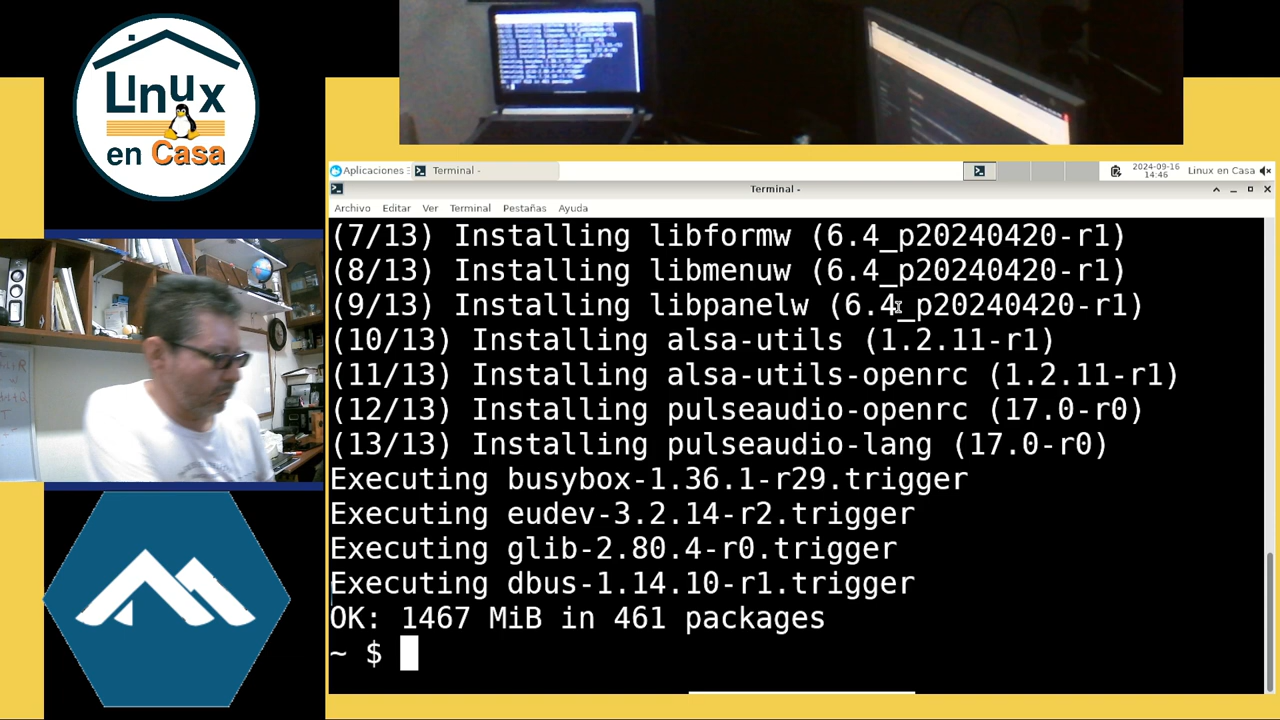 Linux
en Casa
Aplicaciones
Terminal -
2024-09-16
14:46
Linux en Casa
Terminal -
Archivo Editar Ver Terminal Pestañas Ayuda
(7/13) Installing libformw (6.4_p20240420-r1)
(8/13) Installing libmenuw (6.4_p20240420-r1)
(9/13) Installing libpanelw (6.4_p20240420-r1)
(10/13) Installing alsa-utils (1.2.11-r1)
(11/13) Installing alsa-utils-openrc (1.2.11-r1)
(12/13) Installing pulseaudio-openrc (17.0-r0)
(13/13) Installing pulseaudio-lang (17.0-r0)
Executing busybox-1.36.1-r29.trigger
Executing eudev-3.2.14-r2.trigger
Executing glib-2.80.4-r0.trigger
Executing dbus-1.14.10-r1.trigger
OK: 1467 MiB in 461 packages
~ $